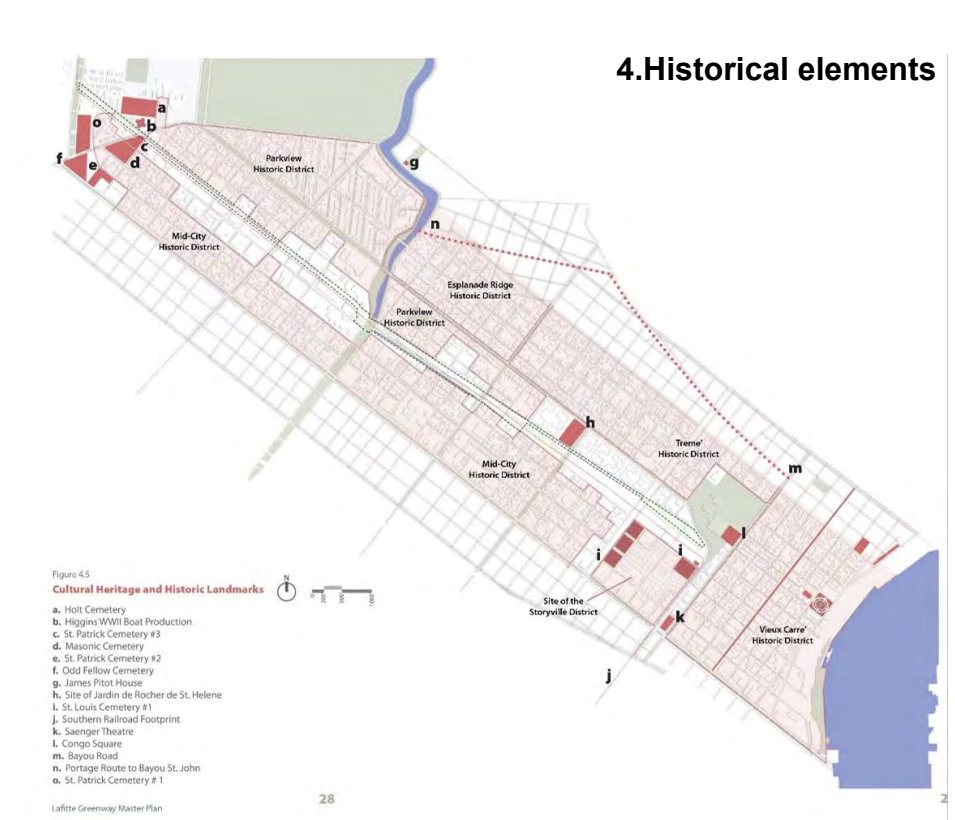 4.Historical elements
a
o
b
c
f
e
d
g
Parkview
Historic District
n
Mid-City
Historic District
Esplanade Ridge
Historic District
Parkview
Historic District
h
Treme'
Historic District
m
Mid-City
Historic District
l
i
i
Site of the
Storyville District
k
Vieux Carre'
Historic District
j
Figure 4.5
Cultural Heritage and Historic Landmarks
N
a. Holt Cemetery
b. Higgins WWII Boat Production
c. St. Patrick Cemetery #3
d. Masonic Cemetery
e. St. Patrick Cemetery #2
f. Odd Fellow Cemetery
g. James Pitot House
h. Site of Jardin de Rocher de St. Helene
i. St. Louis Cemetery #1
j. Southern Railroad Footprint
k. Saenger Theatre
l. Congo Square
m. Bayou Road
n. Portage Route to Bayou St. John
o. St. Patrick Cemetery # 1
28
2
Lafitte Greenway Master Plan